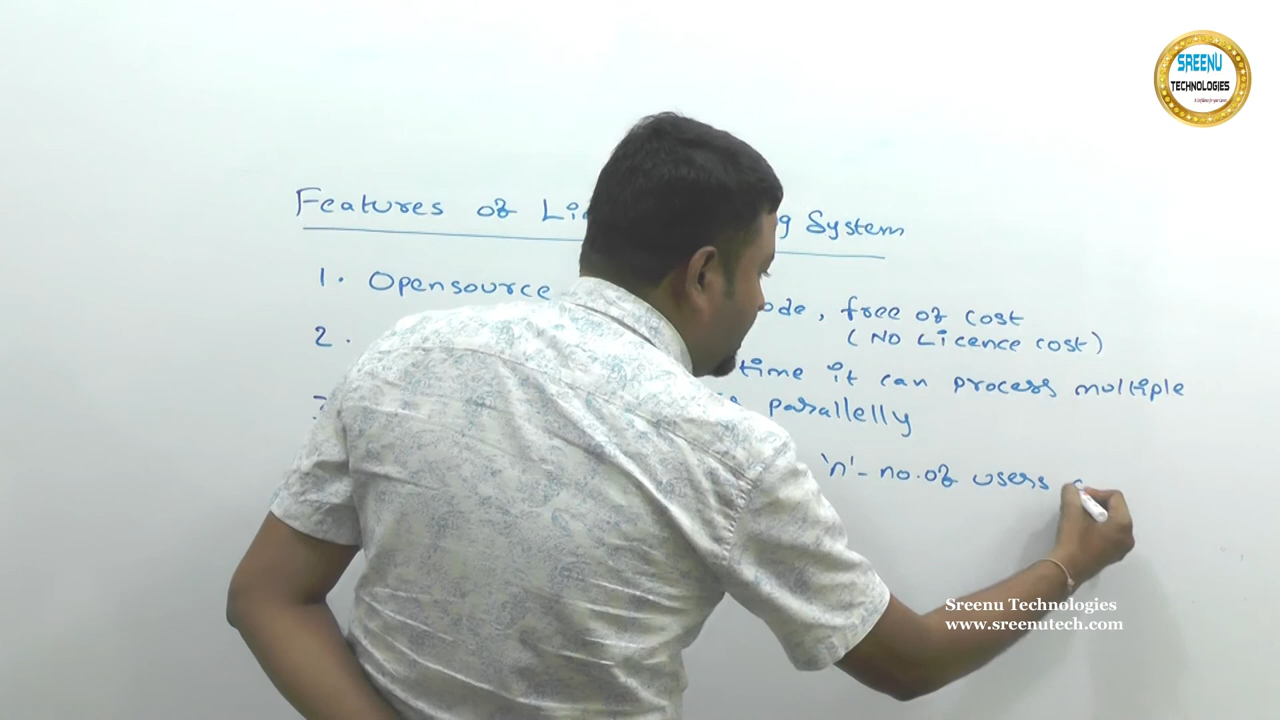 SREENU
TECHNOLOGIES
Features of Li g System
1. Opensource ode, free of cost
(No Licence cost)
2. time it can process multiple
parallelly
3
'n'- no.of users
Sreenu Technologies
www.sreenutech.com